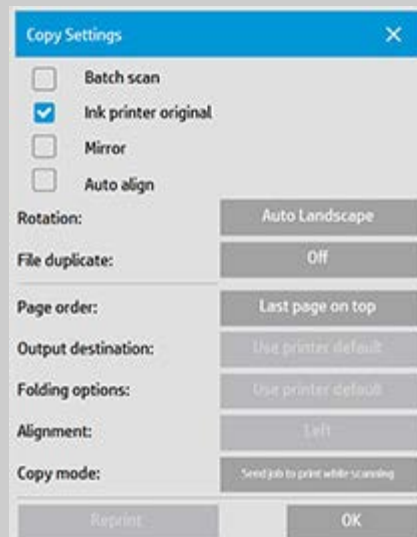 Copy Settings
Batch scan
Ink printer original
Mirror
Auto align
Rotation: Auto Landscape
File duplicate: Off
Page order: Last page on top
Output destination: Use printer default
Folding options: Use printer default
Alignment: Left
Copy mode: Send job to print while scanning
Reprint OK